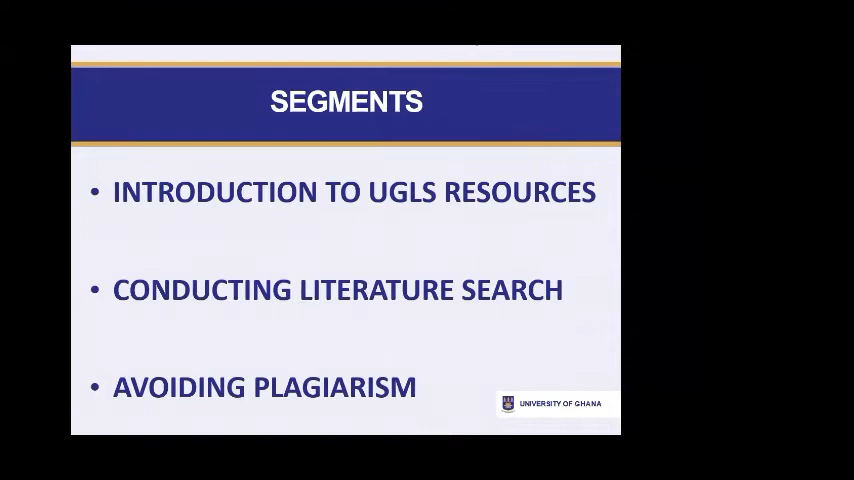 SEGMENTS
• INTRODUCTION TO UGLS RESOURCES
• CONDUCTING LITERATURE SEARCH
• AVOIDING PLAGIARISM
UNIVERSITY OF GHANA